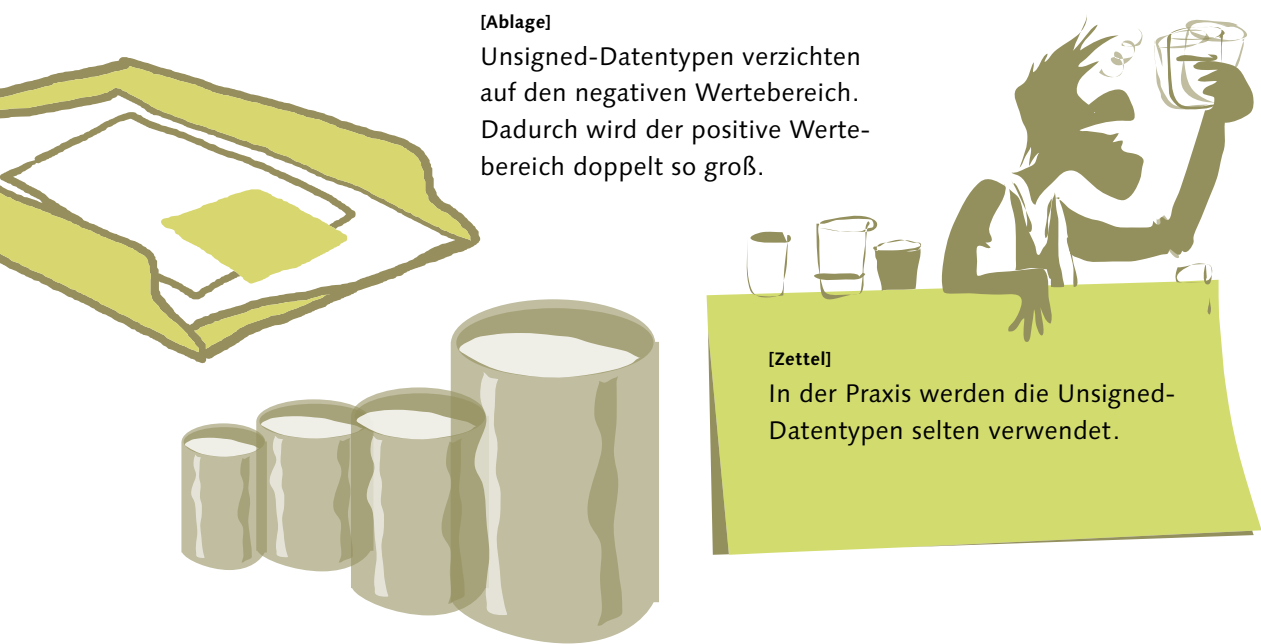 [Ablage]
Unsigned-Datentypen verzichten
auf den negativen Wertebereich.
Dadurch wird der positive Werte-
bereich doppelt so groß.
[Zettel]
In der Praxis werden die Unsigned-
Datentypen selten verwendet.